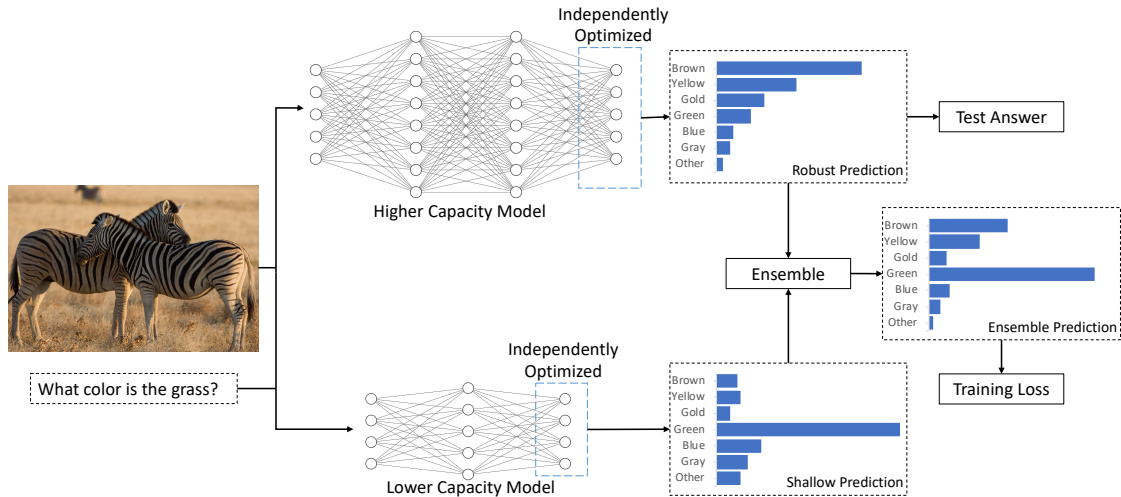 Independently
Optimized
Brown
Yellow
Gold
Green
Blue
Gray
Other
Robust Prediction
Test Answer
Higher Capacity Model
Ensemble
Brown
Yellow
Gold
Green
Blue
Gray
Other
Ensemble Prediction
Training Loss
What color is the grass?
Independently
Optimized
Lower Capacity Model
Brown
Yellow
Gold
Green
Blue
Gray
Other
Shallow Prediction